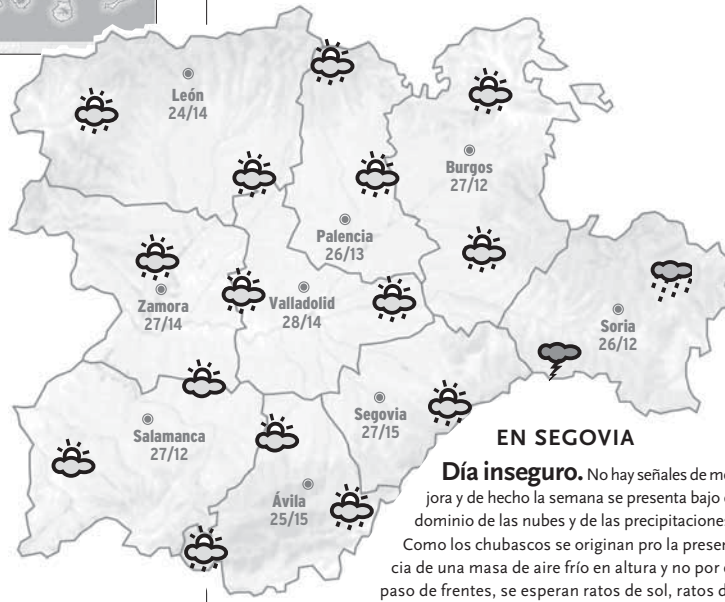 León
24/14
Burgos
27/12
Palencia
26/13
Zamora
27/14
Valladolid
28/14
Soria
26/12
Segovia
27/15
Salamanca
27/12
Ávila
25/15
EN SEGOVIA
Día inseguro. No hay señales de me-
jora y de hecho la semana se presenta bajo
dominio de las nubes y de las precipitaciones
Como los chubascos se originan pro la presen
cia de una masa de aire frío en altura y no por
paso de frentes, se esperan ratos de sol, ratos